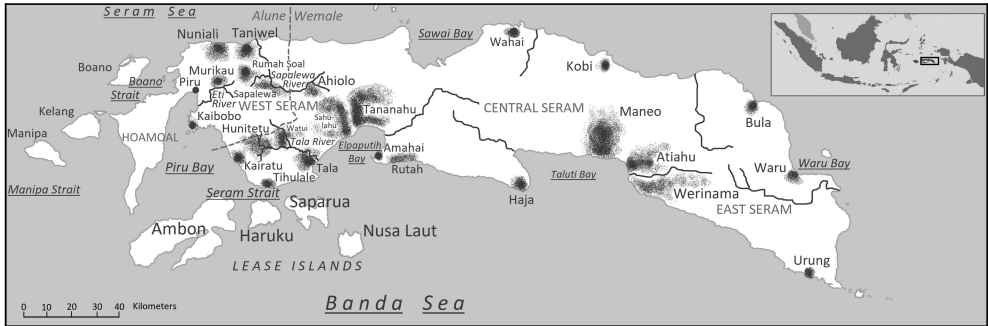 Seram Sea
Alune Wemale
Nuniali
Taniwel
Sawai Bay
Wahai
Boano
Boano
Strait
Murikau
Piru
Rumah Soal
Sapalewa
River
Ahiolo
Kobi
Eti
River
Sapalewa
Kelang
WEST SERAM
Tananahu
CENTRAL SERAM
Maneo
Bula
Kaibobo
Sahu-
lahu
Manipa
HOAMOAL
Hunitetu
Watui
Tala River
Elpaputih
Bay
Amahai
Rutah
Atiahu
Waru
Waru Bay
Piru Bay
Kairatu
Tala
Taluti Bay
Manipa Strait
Tihulale
Seram Strait
Haja
Werinama
EAST SERAM
Saparua
Ambon
Haruku
Nusa Laut
LEASE ISLANDS
Urung
Banda Sea
0 10 20 30 40 Kilometers